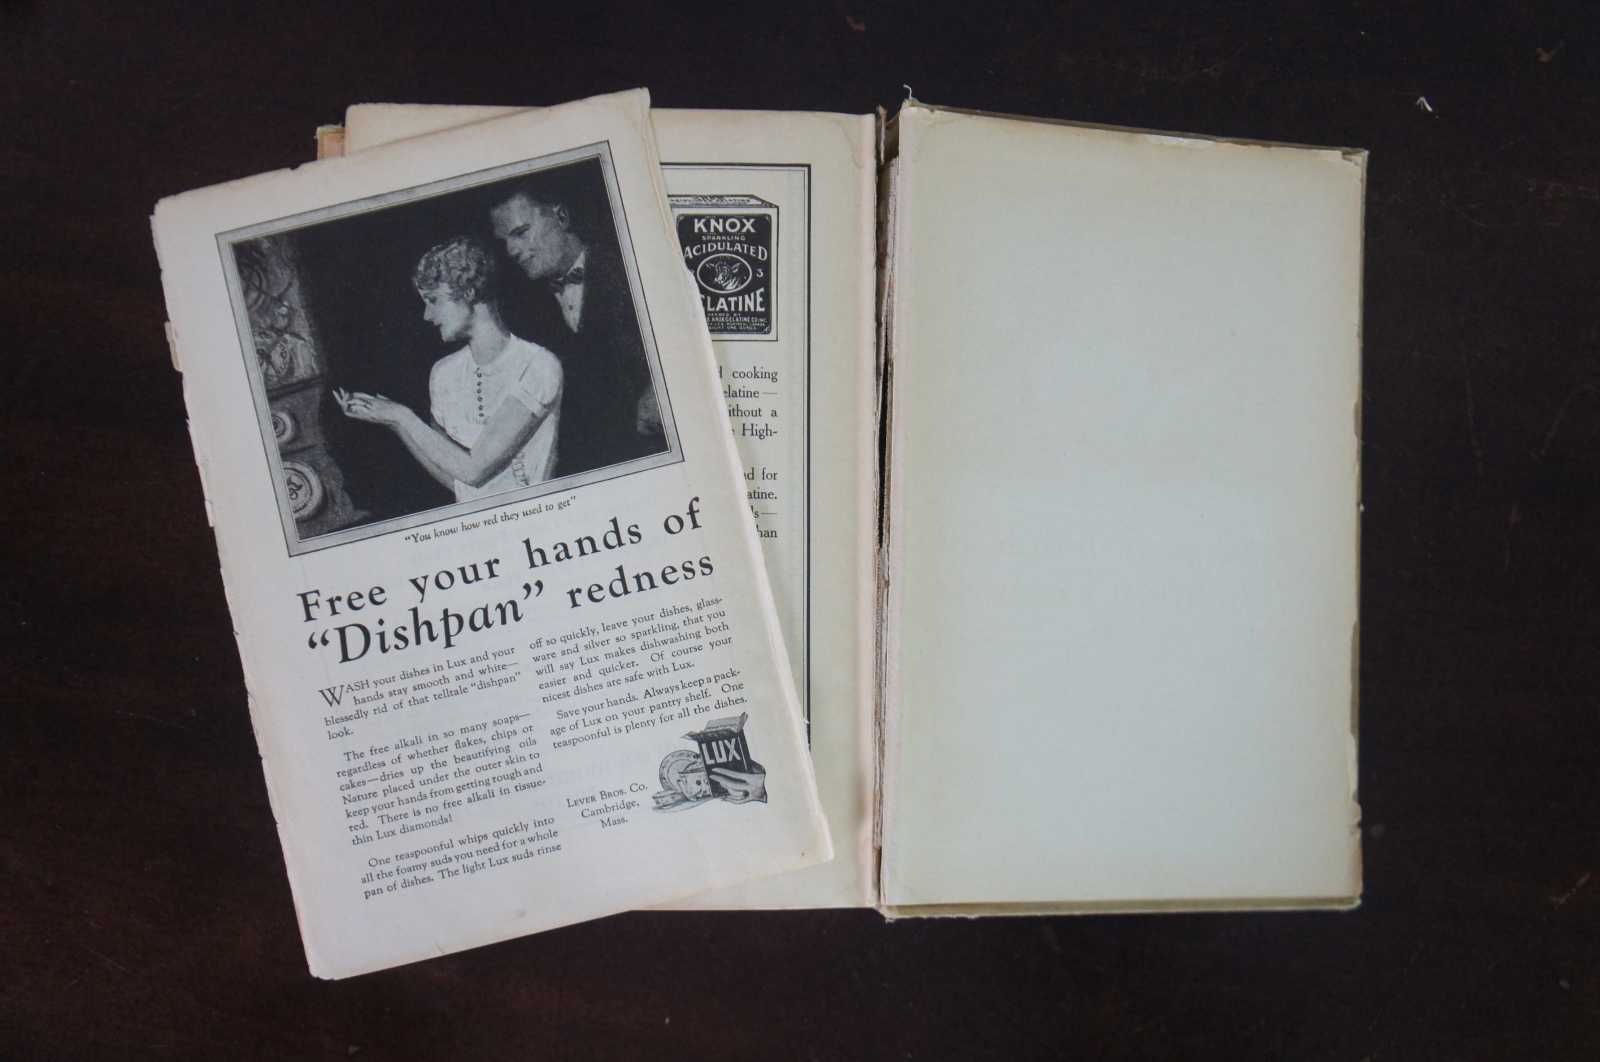 "You know how red they used to get"
Free your hands of
"Dishpan" redness
WASH your dishes in Lux and your
hands stay smooth and white—
blessedly rid of that telltale "dishpan"
look.
The free alkali in so many soaps—
regardless of whether flakes, chips or
cakes—dries up the beautifying oils
Nature placed under the outer skin to
keep your hands from getting rough and
red. There is no free alkali in tissue-
thin Lux diamonds!
One teaspoonful whips quickly into
all the foamy suds you need for a whole
pan of dishes. The light Lux suds rinse
off so quickly, leave your dishes, glass-
ware and silver so sparkling, that you
will say Lux makes dishwashing both
easier and quicker. Of course your
nicest dishes are safe with Lux.
Save your hands. Always keep a pack-
age of Lux on your pantry shelf. One
teaspoonful is plenty for all the dishes.
LUX
LEVER BROS. CO.
Cambridge,
Mass.
KNOX
SPARKLING
ACIDULATED
3
LATINE
cooking
elatine—
ithout a
High-
d for
atine.
ls—
han